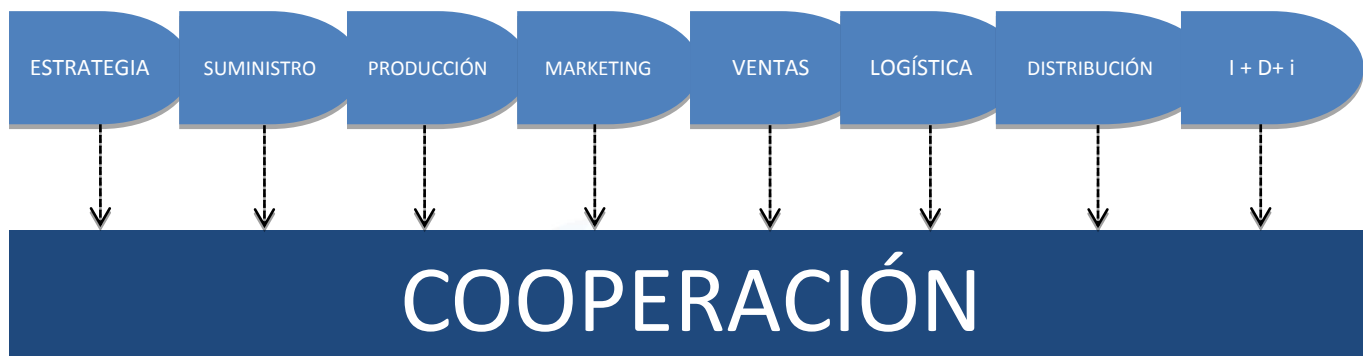 ESTRATEGIA
SUMINISTRO
PRODUCCIÓN
MARKETING
VENTAS
LOGÍSTICA
DISTRIBUCIÓN
I + D+ i
COOPERACIÓN